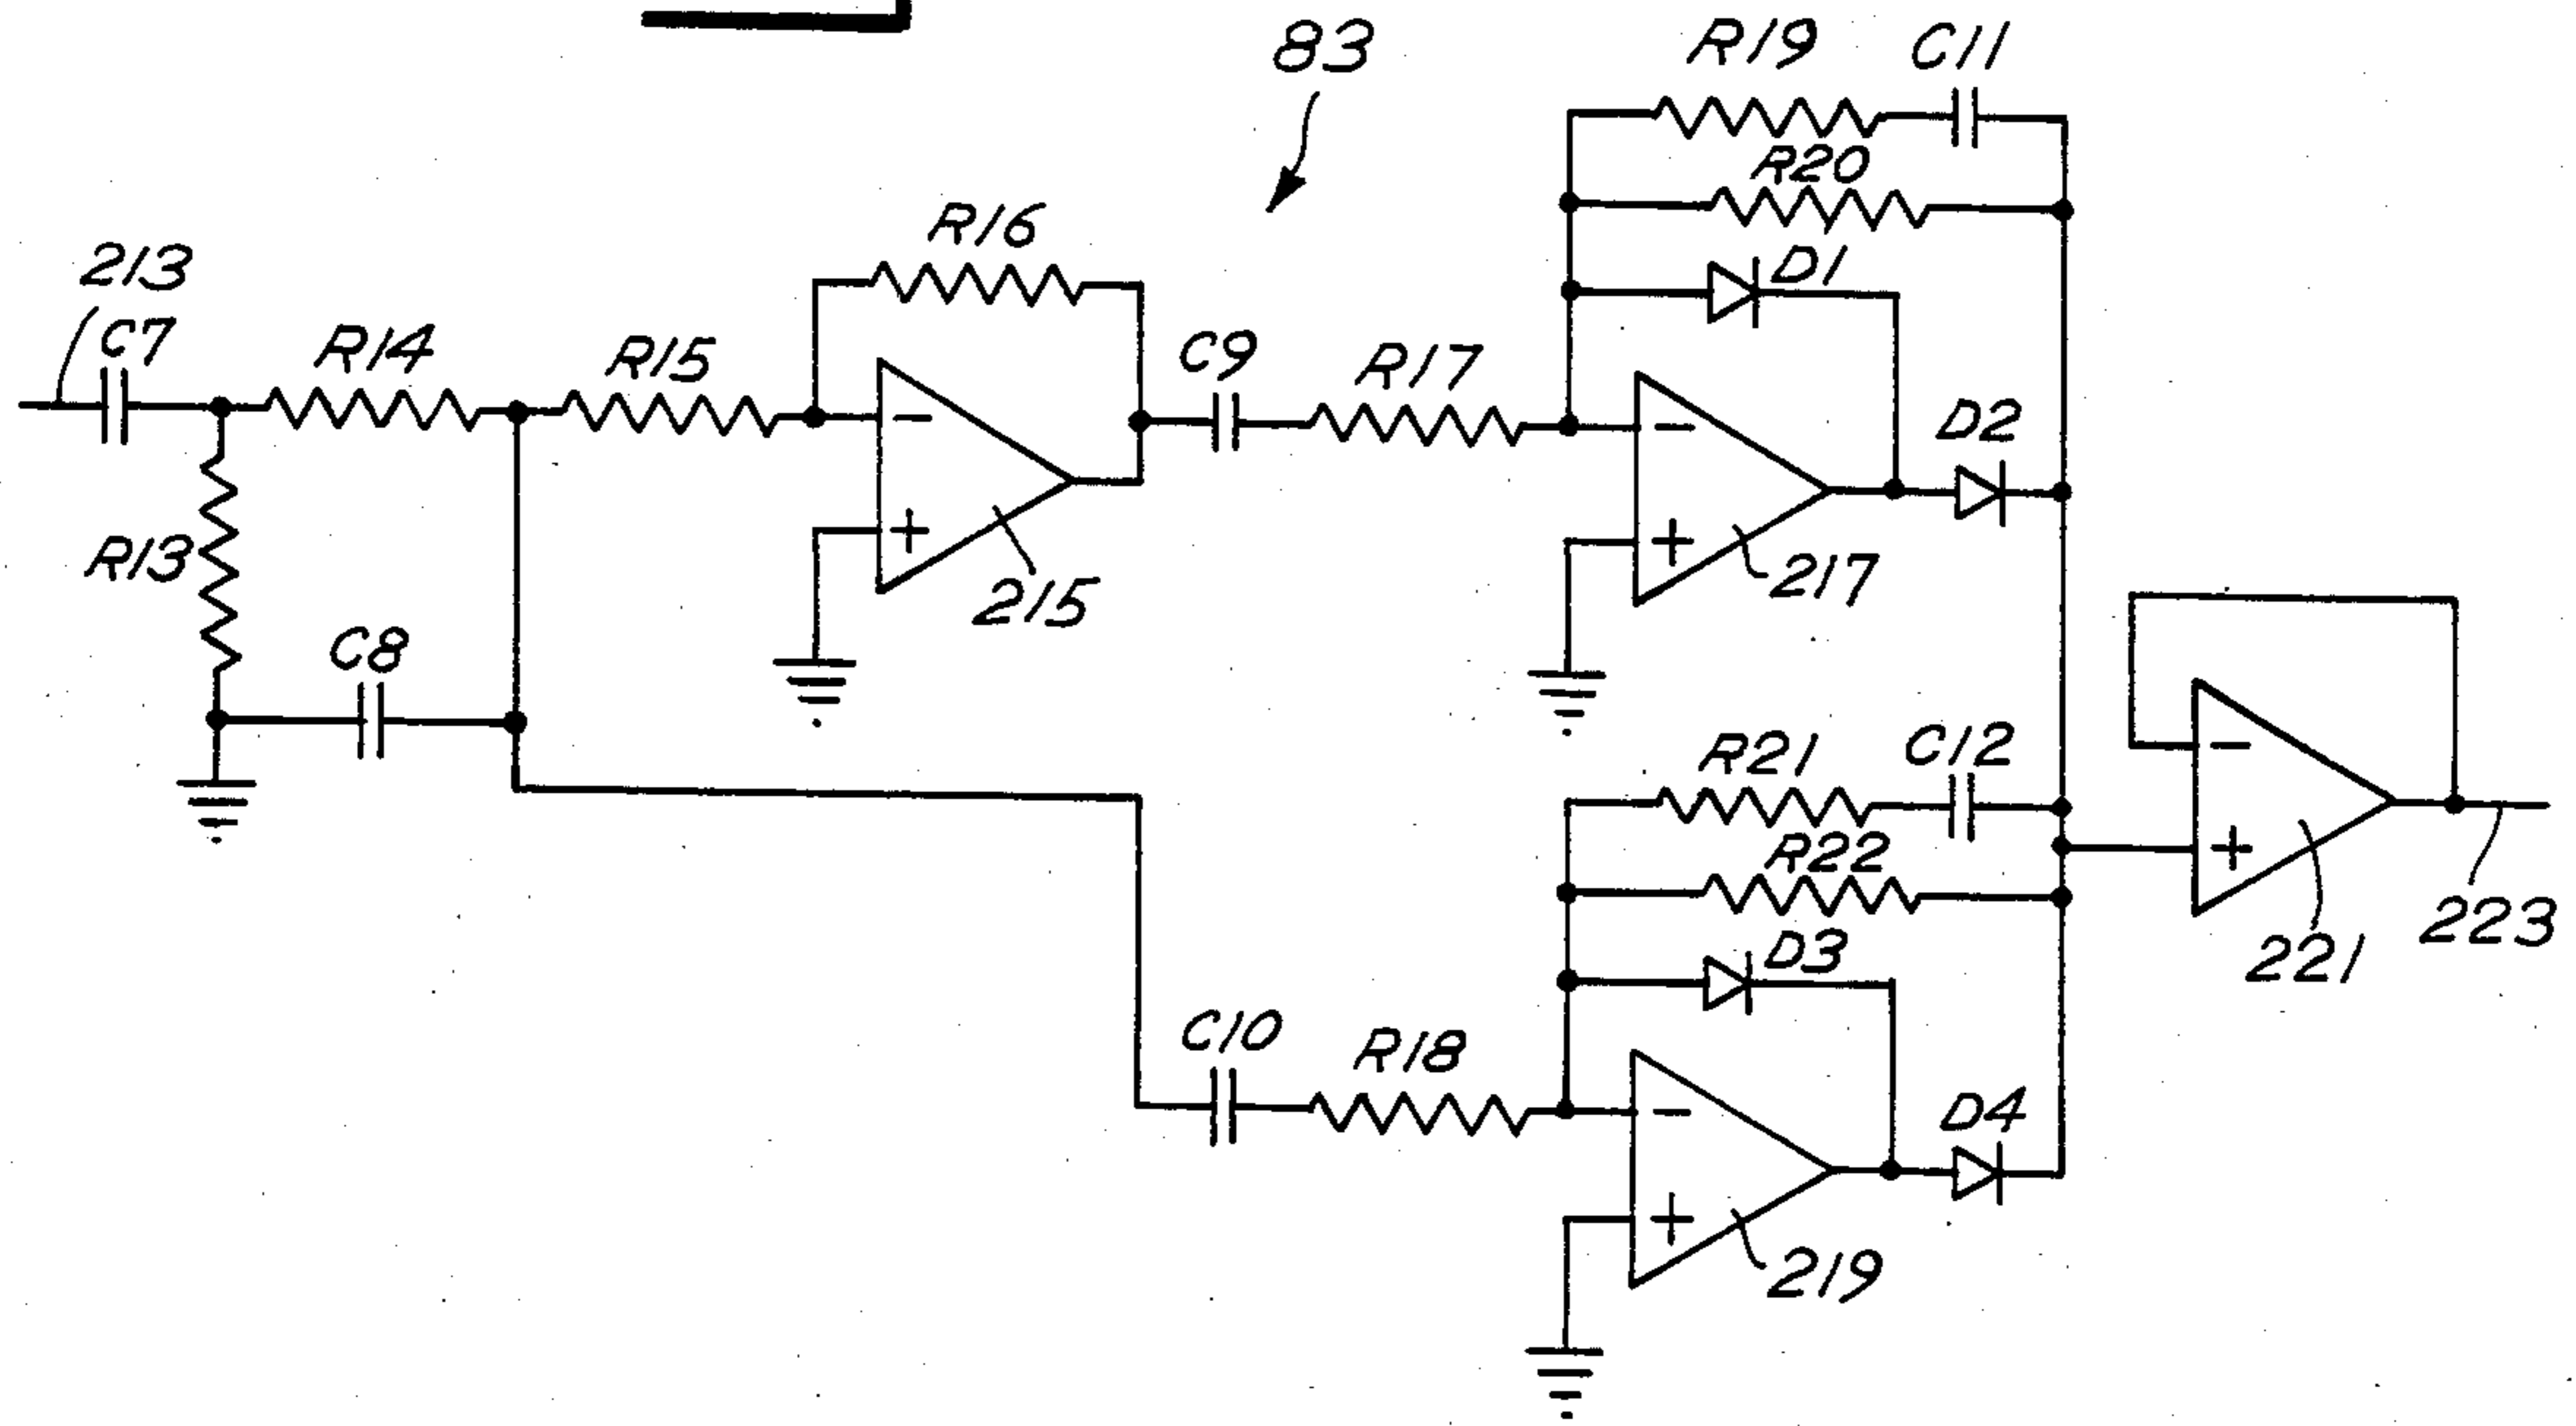 83
R19 C11
R20
R16
D1
213
C7
R14
R15
C9
R17
D2
-
-
+
+
R13
215
217
C8
R21
C12
-
R22
+
D3
221
223
C10
R18
D4
-
+
219